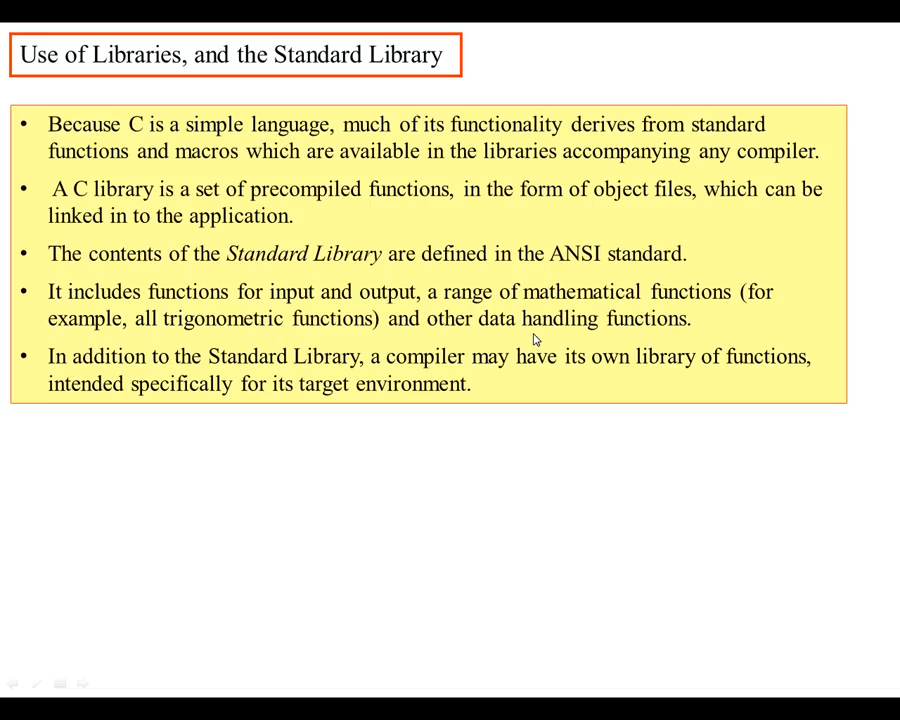 Use of Libraries, and the Standard Library
• Because C is a simple language, much of its functionality derives from standard
functions and macros which are available in the libraries accompanying any compiler.
• A C library is a set of precompiled functions, in the form of object files, which can be
linked in to the application.
• The contents of the Standard Library are defined in the ANSI standard.
• It includes functions for input and output, a range of mathematical functions (for
example, all trigonometric functions) and other data handling functions.
• In addition to the Standard Library, a compiler may have its own library of functions,
intended specifically for its target environment.